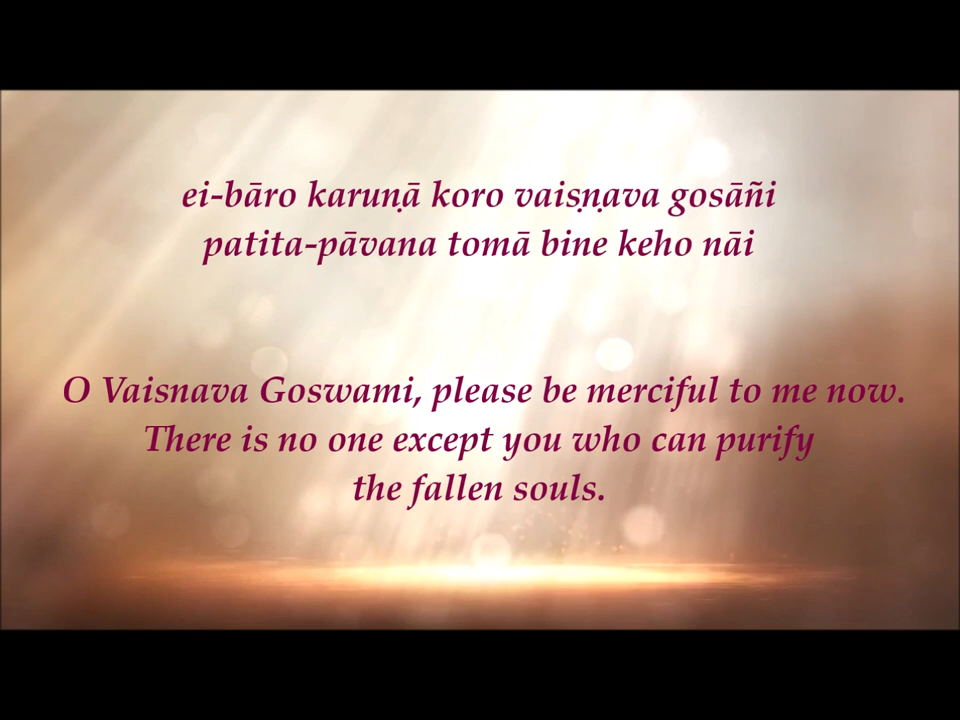 ei-bāro karuṇā koro vaisṇava gosāñi
patita-pāvana tomā bine keho nāi
O Vaisnava Goswami, please be merciful to me now.
There is no one except you who can purify
the fallen souls.